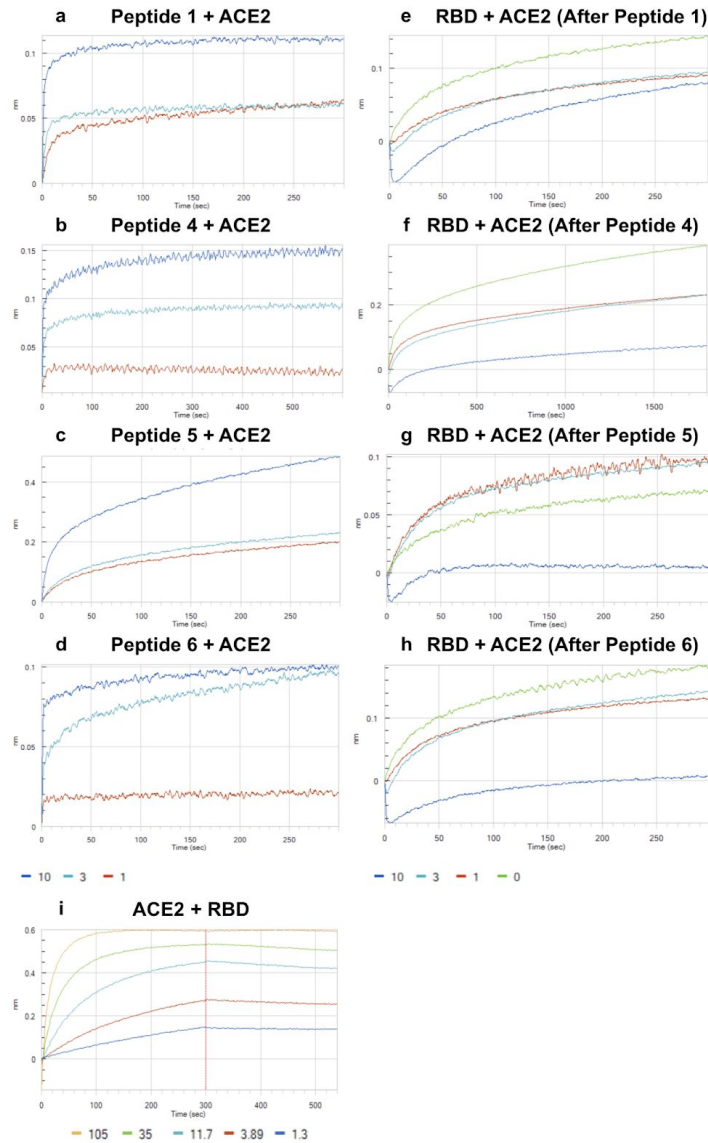 a Peptide 1 + ACE2
0.1
0.05
0
nm
0 50 100 150 200 250
Time (sec)
e RBD + ACE2 (After Peptide 1)
0.1
0
nm
0 50 100 150 200 250
Time (sec)
b Peptide 4 + ACE2
0.15
0.1
0.05
nm
0 100 200 300 400 500
Time (sec)
f RBD + ACE2 (After Peptide 4)
0.2
0
nm
0 500 1000 1500
Time (sec)
c Peptide 5 + ACE2
0.4
0.2
0
nm
0 50 100 150 200 250
Time (sec)
g RBD + ACE2 (After Peptide 5)
0.1
0.05
0
nm
0 50 100 150 200 250
Time (sec)
d Peptide 6 + ACE2
0.1
0.05
0
nm
0 50 100 150 200 250
Time (sec)
h RBD + ACE2 (After Peptide 6)
0.1
0
nm
0 50 100 150 200 250
Time (sec)
10 3 1
10 3 1 0
i ACE2 + RBD
0.6
0.4
0.2
0
nm
0 100 200 300 400 500
Time (sec)
105 35 11.7 3.89 1.3